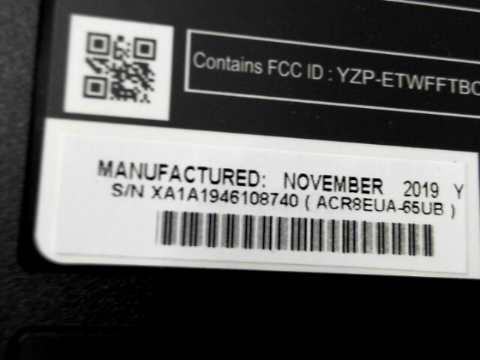 Contains FCC ID : YZP-ETWFFTBC
MANUFACTURED: NOVEMBER 2019 Y
S/N XA1A1946108740 ( ACR8EUA-65UB )